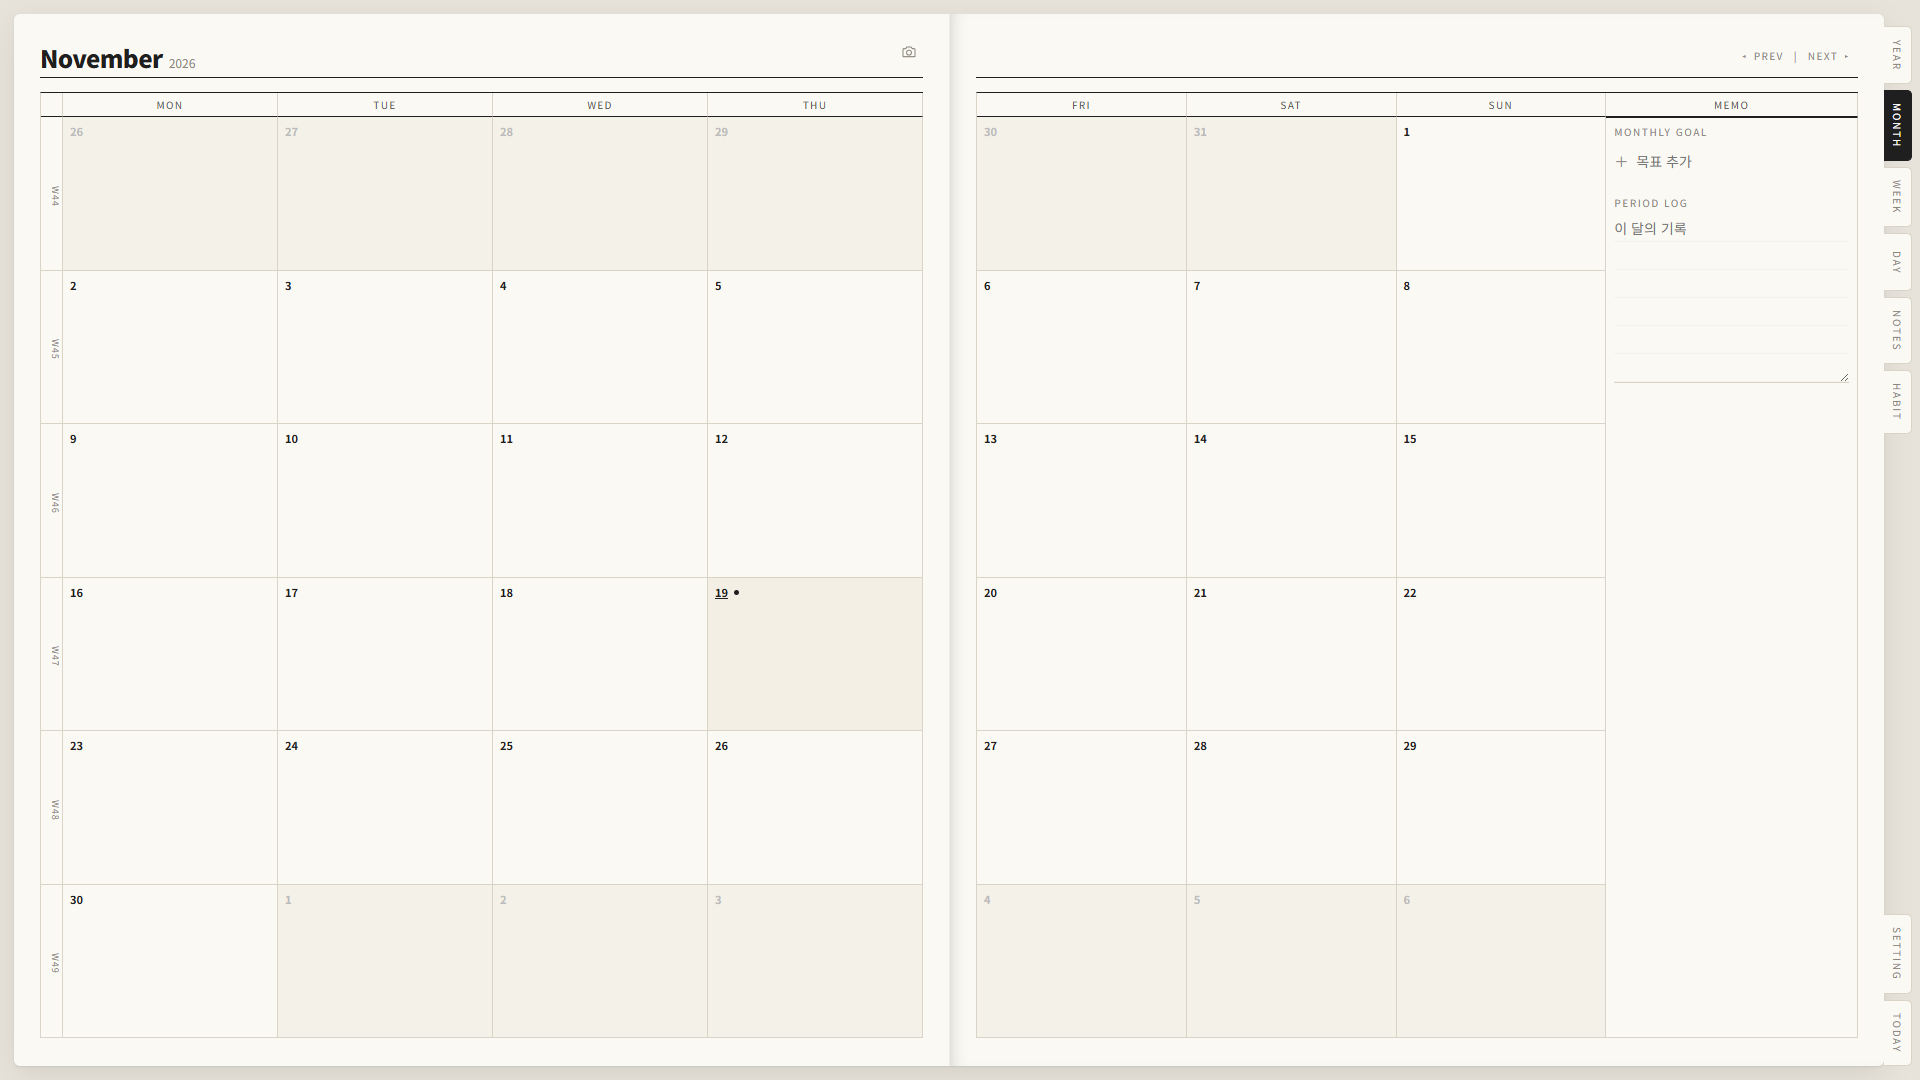 November 2026
◂ PREV | NEXT ▸
MON TUE WED THU FRI SAT SUN MEMO
W44 26 27 28 29 30 31 1
W45 2 3 4 5 6 7 8
W46 9 10 11 12 13 14 15
W47 16 17 18 19 • 20 21 22
W48 23 24 25 26 27 28 29
W49 30 1 2 3 4 5 6
MONTHLY GOAL
+ 목표 추가
PERIOD LOG
이 달의 기록
YEAR
MONTH
WEEK
DAY
NOTES
HABIT
SETTING
TODAY